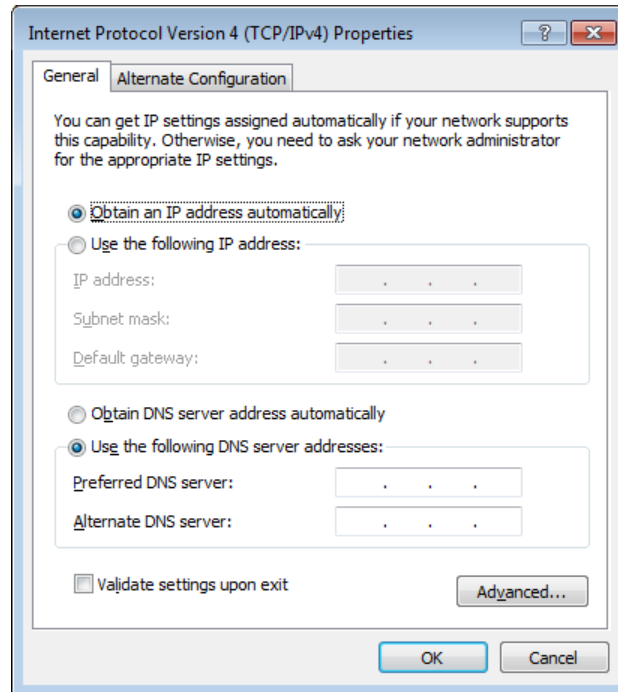 Internet Protocol Version 4 (TCP/IPv4) Properties
General
Alternate Configuration
You can get IP settings assigned automatically if your network supports
this capability. Otherwise, you need to ask your network administrator
for the appropriate IP settings.
Obtain an IP address automatically
Use the following IP address:
IP address: . . .
Subnet mask: . . .
Default gateway: . . .
Obtain DNS server address automatically
Use the following DNS server addresses:
Preferred DNS server: . . .
Alternate DNS server: . . .
Validate settings upon exit
Advanced...
OK
Cancel